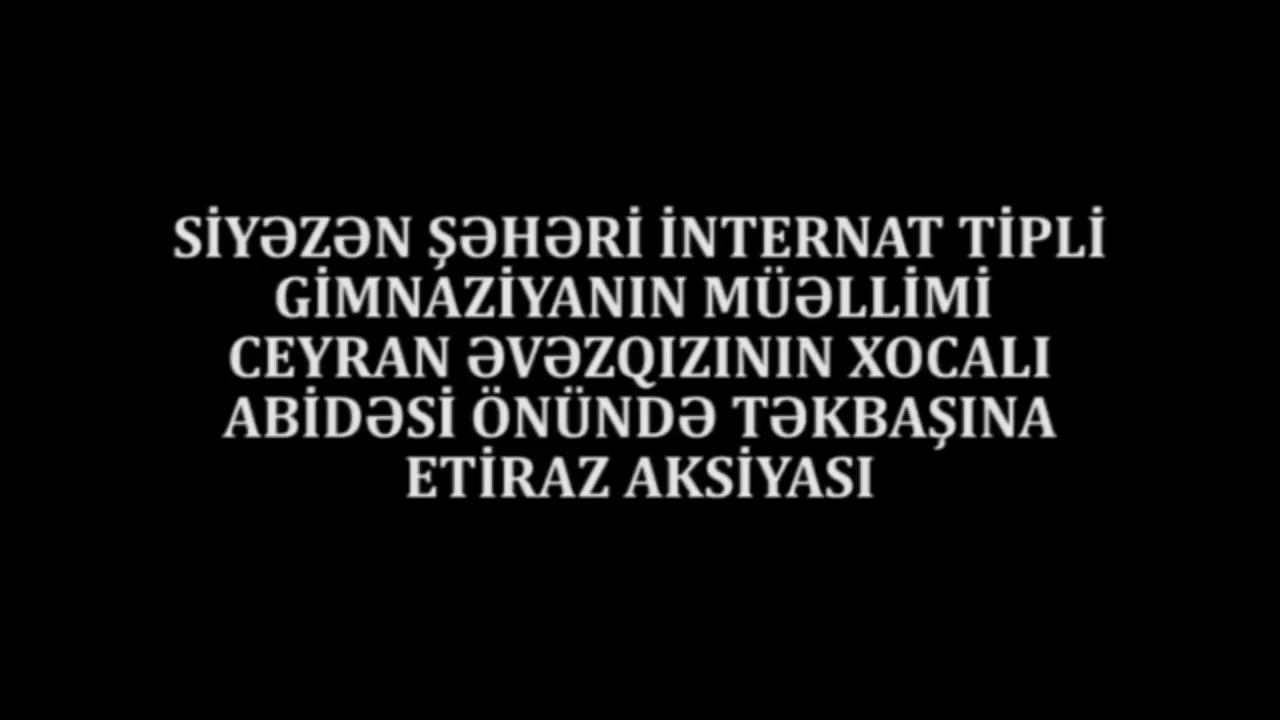 SİYƏZƏN ŞƏHƏRİ İNTERNAT TİPLİ
GİMNAZİYANIN MÜƏLLİMİ
CEYRAN ƏVƏZQIZININ XOCALI
ABİDƏSİ ÖNÜNDƏ TƏKBAŞINA
ETİRAZ AKSİYASI